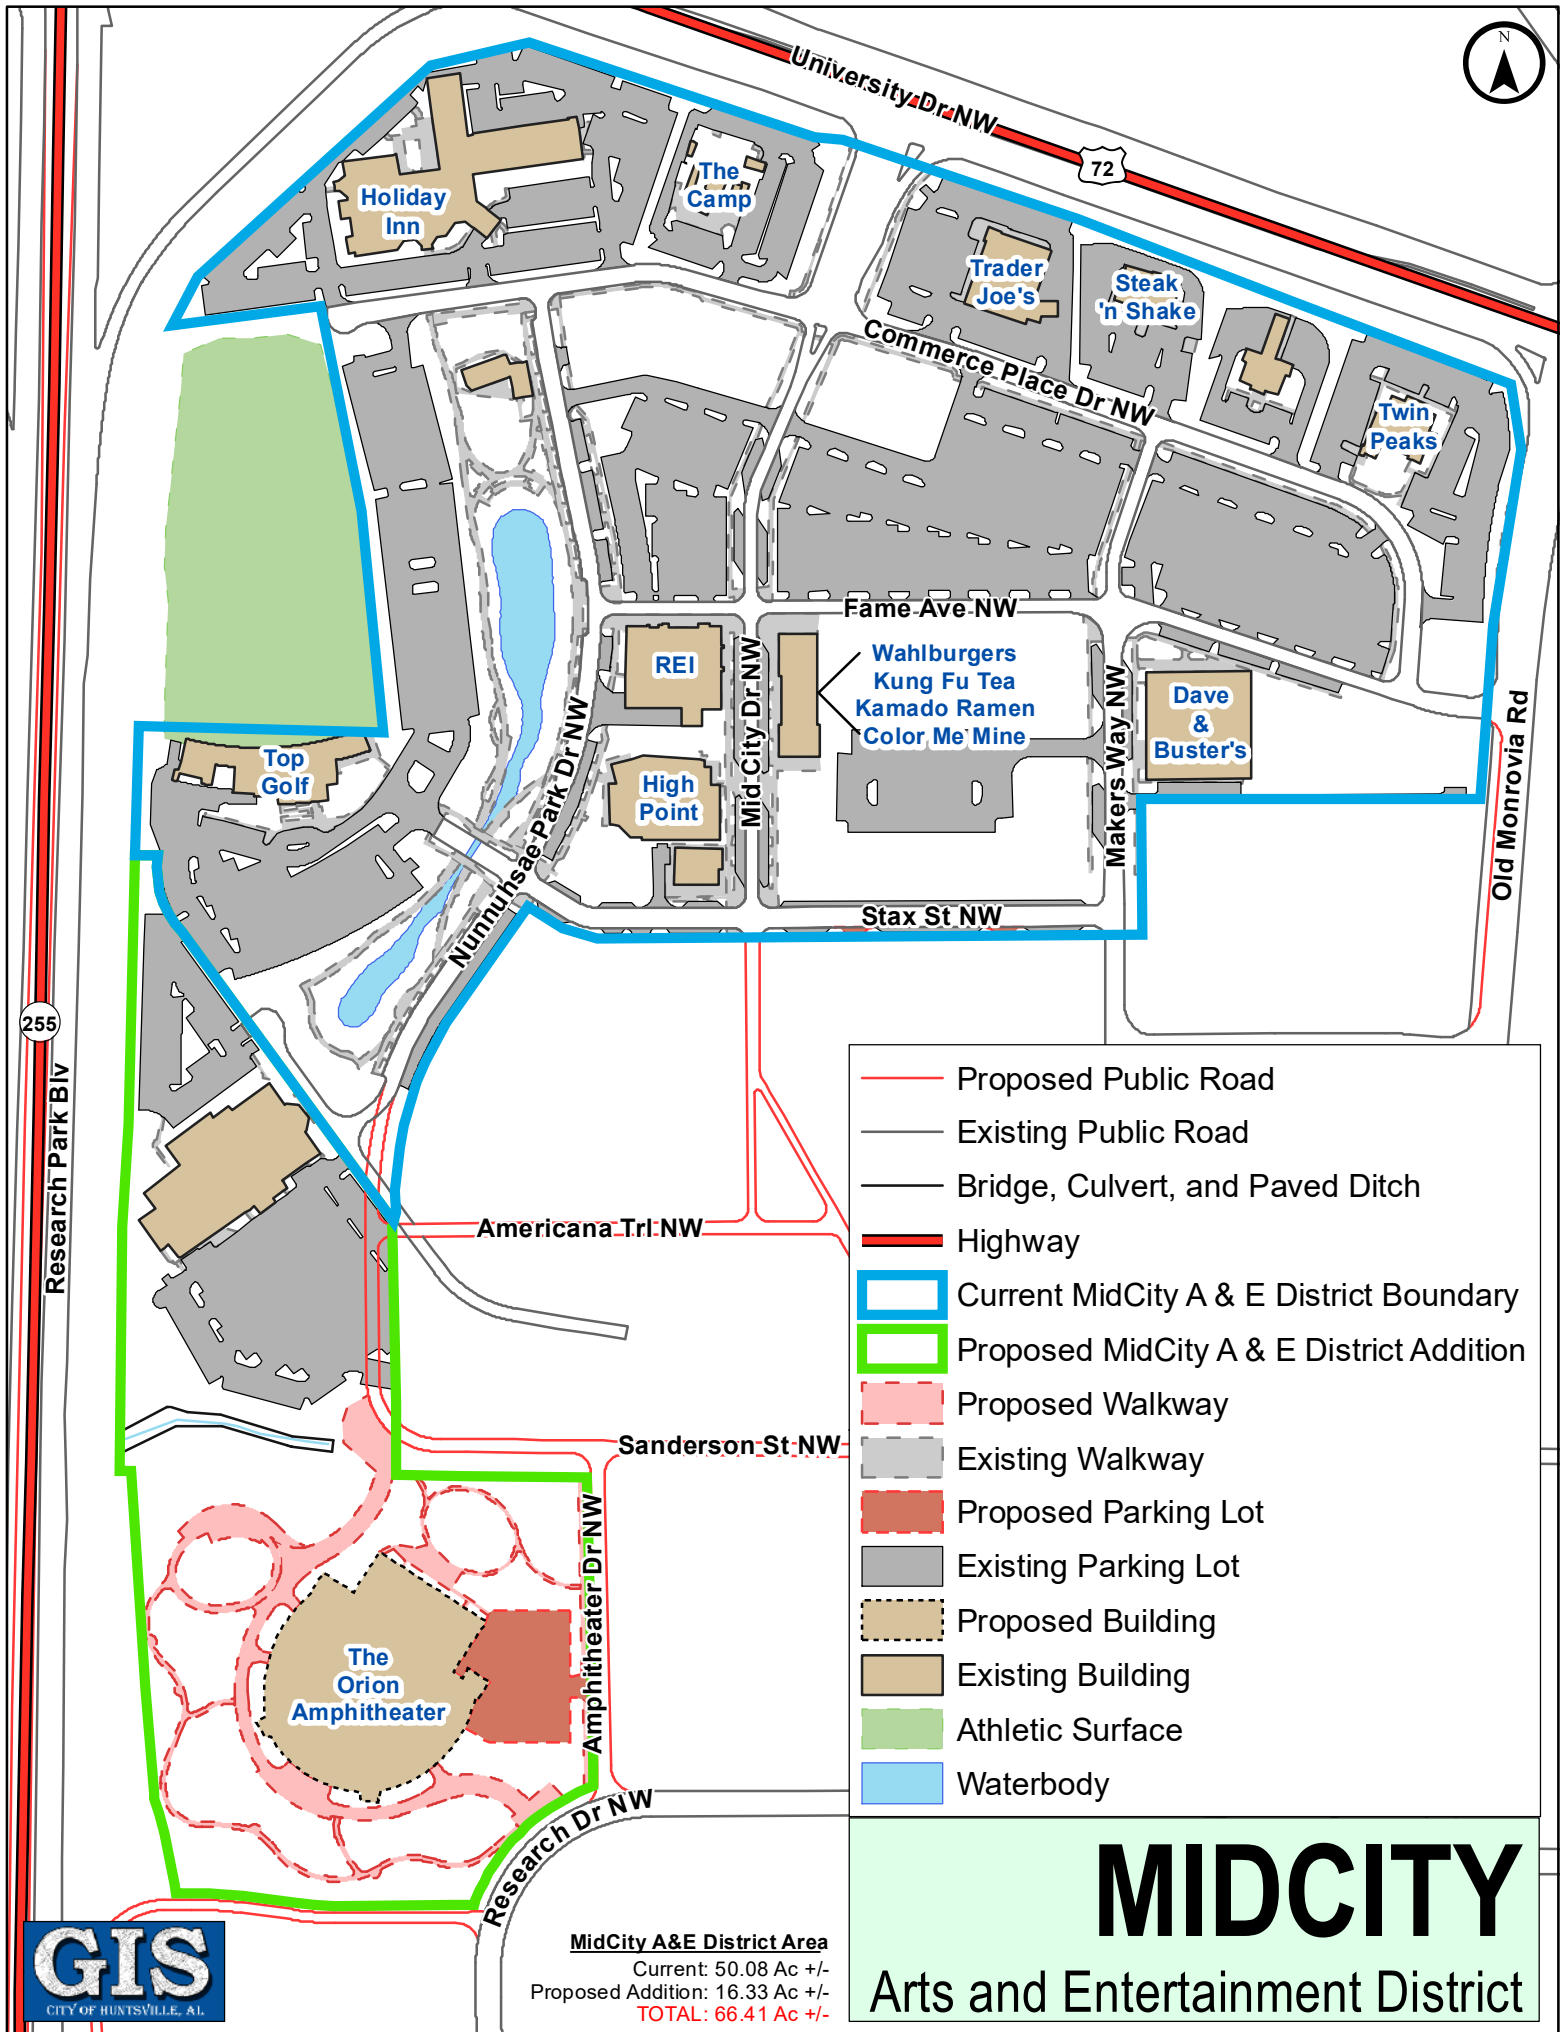 N
University Dr NW
72
The
Camp
Holiday
Inn
Trader
Joe's
Steak
'n Shake
Commerce Place Dr NW
Twin
Peaks
Fame Ave NW
REI
Wahlburgers
Kung Fu Tea
Kamado Ramen
Color Me Mine
Mid City Dr NW
Makers Way NW
Dave
&
Buster's
Old Monrovia Rd
Top
Golf
High
Point
Nunnuhsae Park Dr NW
Stax St NW
255
Research Park Blv
Americana Trl NW
Sanderson St NW
Amphitheater Dr NW
The
Orion
Amphitheater
Research Dr NW
Proposed Public Road
Existing Public Road
Bridge, Culvert, and Paved Ditch
Highway
Current MidCity A & E District Boundary
Proposed MidCity A & E District Addition
Proposed Walkway
Existing Walkway
Proposed Parking Lot
Existing Parking Lot
Proposed Building
Existing Building
Athletic Surface
Waterbody
MIDCITY
Arts and Entertainment District
MidCity A&E District Area
Current: 50.08 Ac +/-
Proposed Addition: 16.33 Ac +/-
TOTAL: 66.41 Ac +/-
GIS
CITY OF HUNTSVILLE, AL